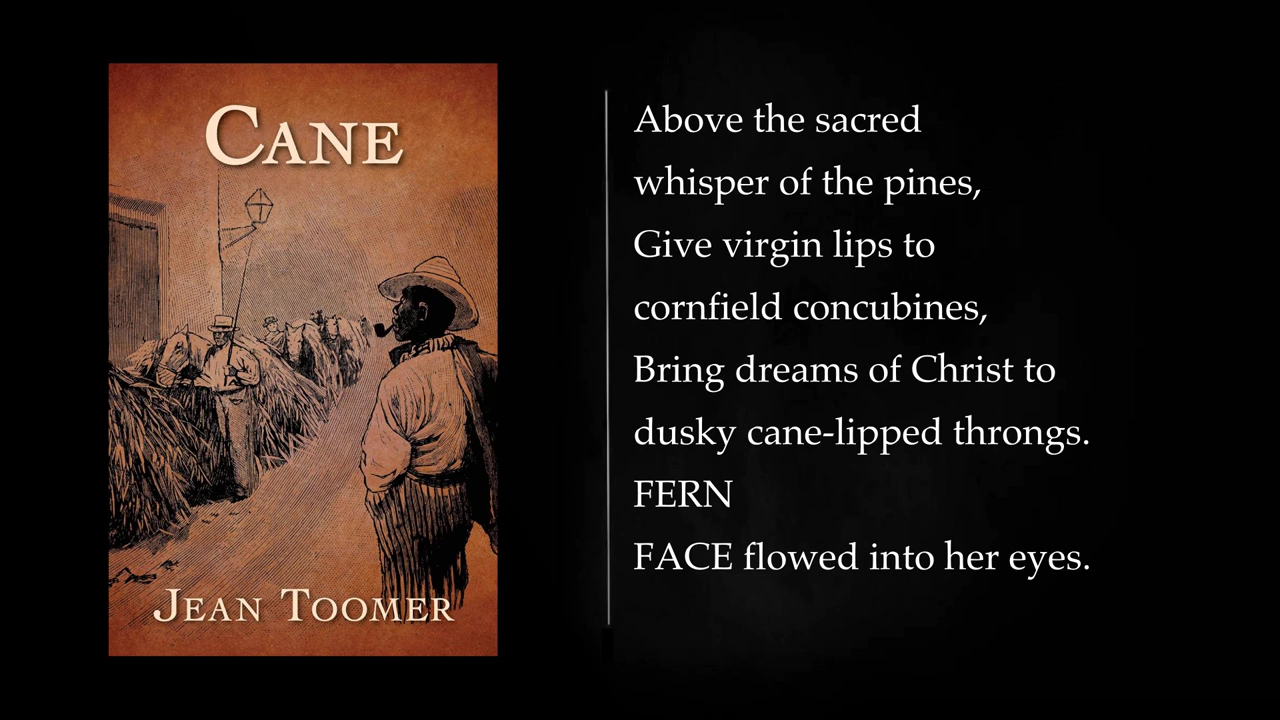 CANE
JEAN TOOMER
Above the sacred
whisper of the pines,
Give virgin lips to
cornfield concubines,
Bring dreams of Christ to
dusky cane-lipped throngs.
FERN
FACE flowed into her eyes.